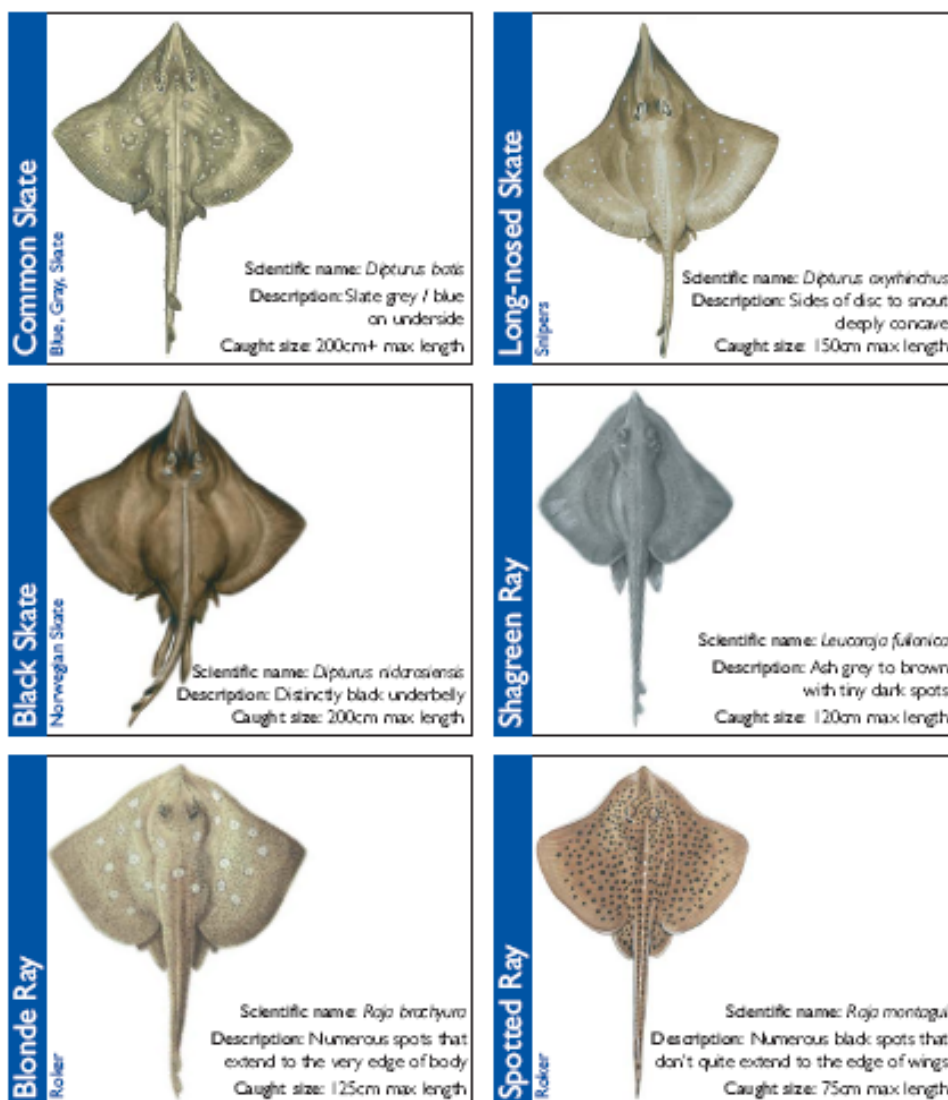 Common Skate
Blue, Gray, Skate
Scientific name: Dipturus batis
Description: Slate grey / blue
on underside
Caught size: 200cm+ max length
Long-nosed Skate
Snipers
Scientific name: Dipturus oxyrhinchus
Description: Sides of disc to snout
deeply concave
Caught size: 150cm max length
Black Skate
Norwegian Skate
Scientific name: Dipturus nidarosiensis
Description: Distinctly black underbelly
Caught size: 200cm max length
Shagreen Ray
Scientific name: Leucoraja fullonica
Description: Ash grey to brown
with tiny dark spots
Caught size: 120cm max length
Blonde Ray
Roker
Scientific name: Raja brachyura
Description: Numerous spots that
extend to the very edge of body
Caught size: 125cm max length
Spotted Ray
Roker
Scientific name: Raja montagui
Description: Numerous black spots that
don't quite extend to the edge of wings
Caught size: 75cm max length